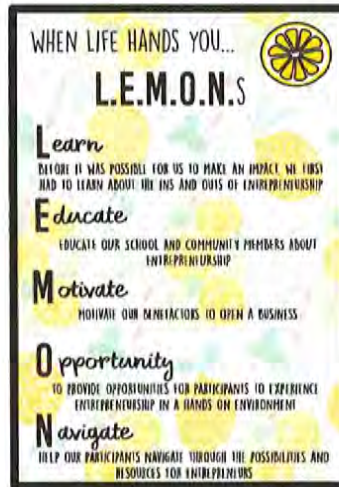 WHEN LIFE HANDS YOU...
L.E.M.O.N.S
Learn
BEFORE IT WAS POSSIBLE FOR US TO MAKE AN IMPACT, WE FIRST
HAD TO LEARN ABOUT THE INS AND OUTS OF ENTREPRENEURSHIP
Educate
EDUCATE OUR SCHOOL AND COMMUNITY MEMBERS ABOUT
ENTREPRENEURSHIP
Motivate
MOTIVATE OUR BENEFACTORS TO OPEN A BUSINESS
Opportunity
TO PROVIDE OPPORTUNITIES FOR PARTICIPANTS TO EXPERIENCE
ENTREPRENEURSHIP IN A HANDS ON ENVIRONMENT
Navigate
HELP OUR PARTICIPANTS NAVIGATE THROUGH THE POSSIBILITIES AND
RESOURCES FOR ENTREPRENEURS